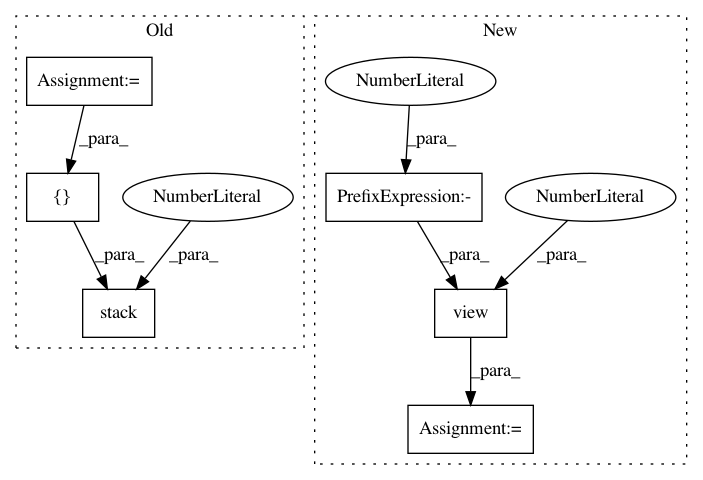 Old
New
Assignment:=
NumberLiteral
_para_
_para_
{}
NumberLiteral
PrefixExpression:-
NumberLiteral
_para_
_para_
_para_
_para_
stack
view
_para_
Assignment:=